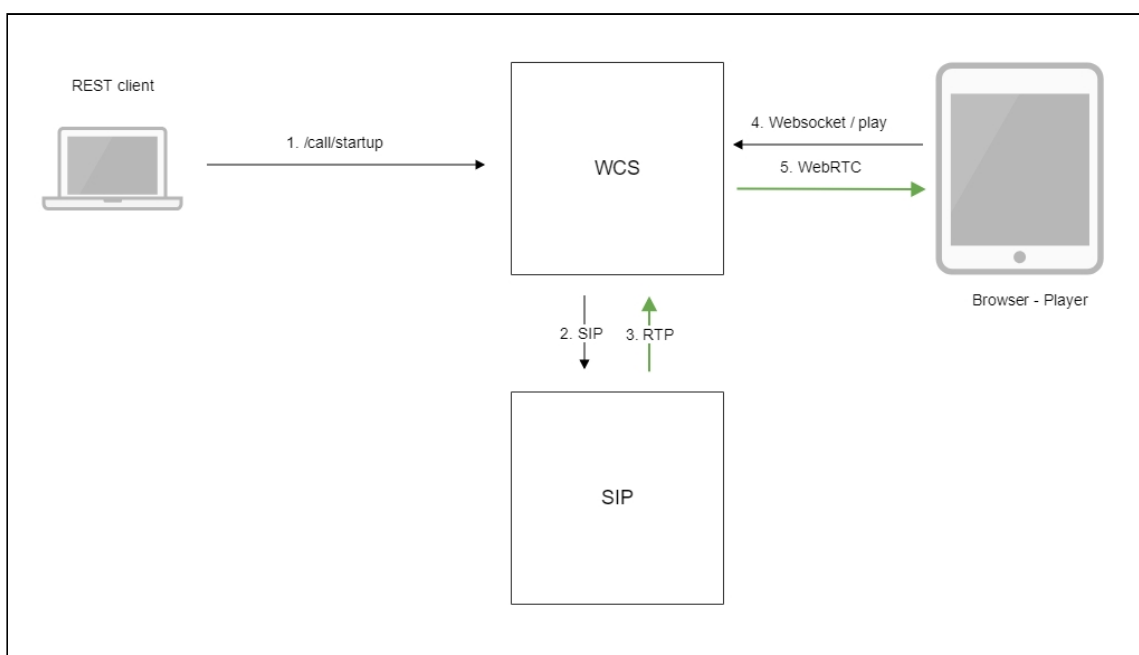 REST client
1. /call/startup
WCS
4. Websocket / play
5. WebRTC
Browser - Player
2. SIP
3. RTP
SIP